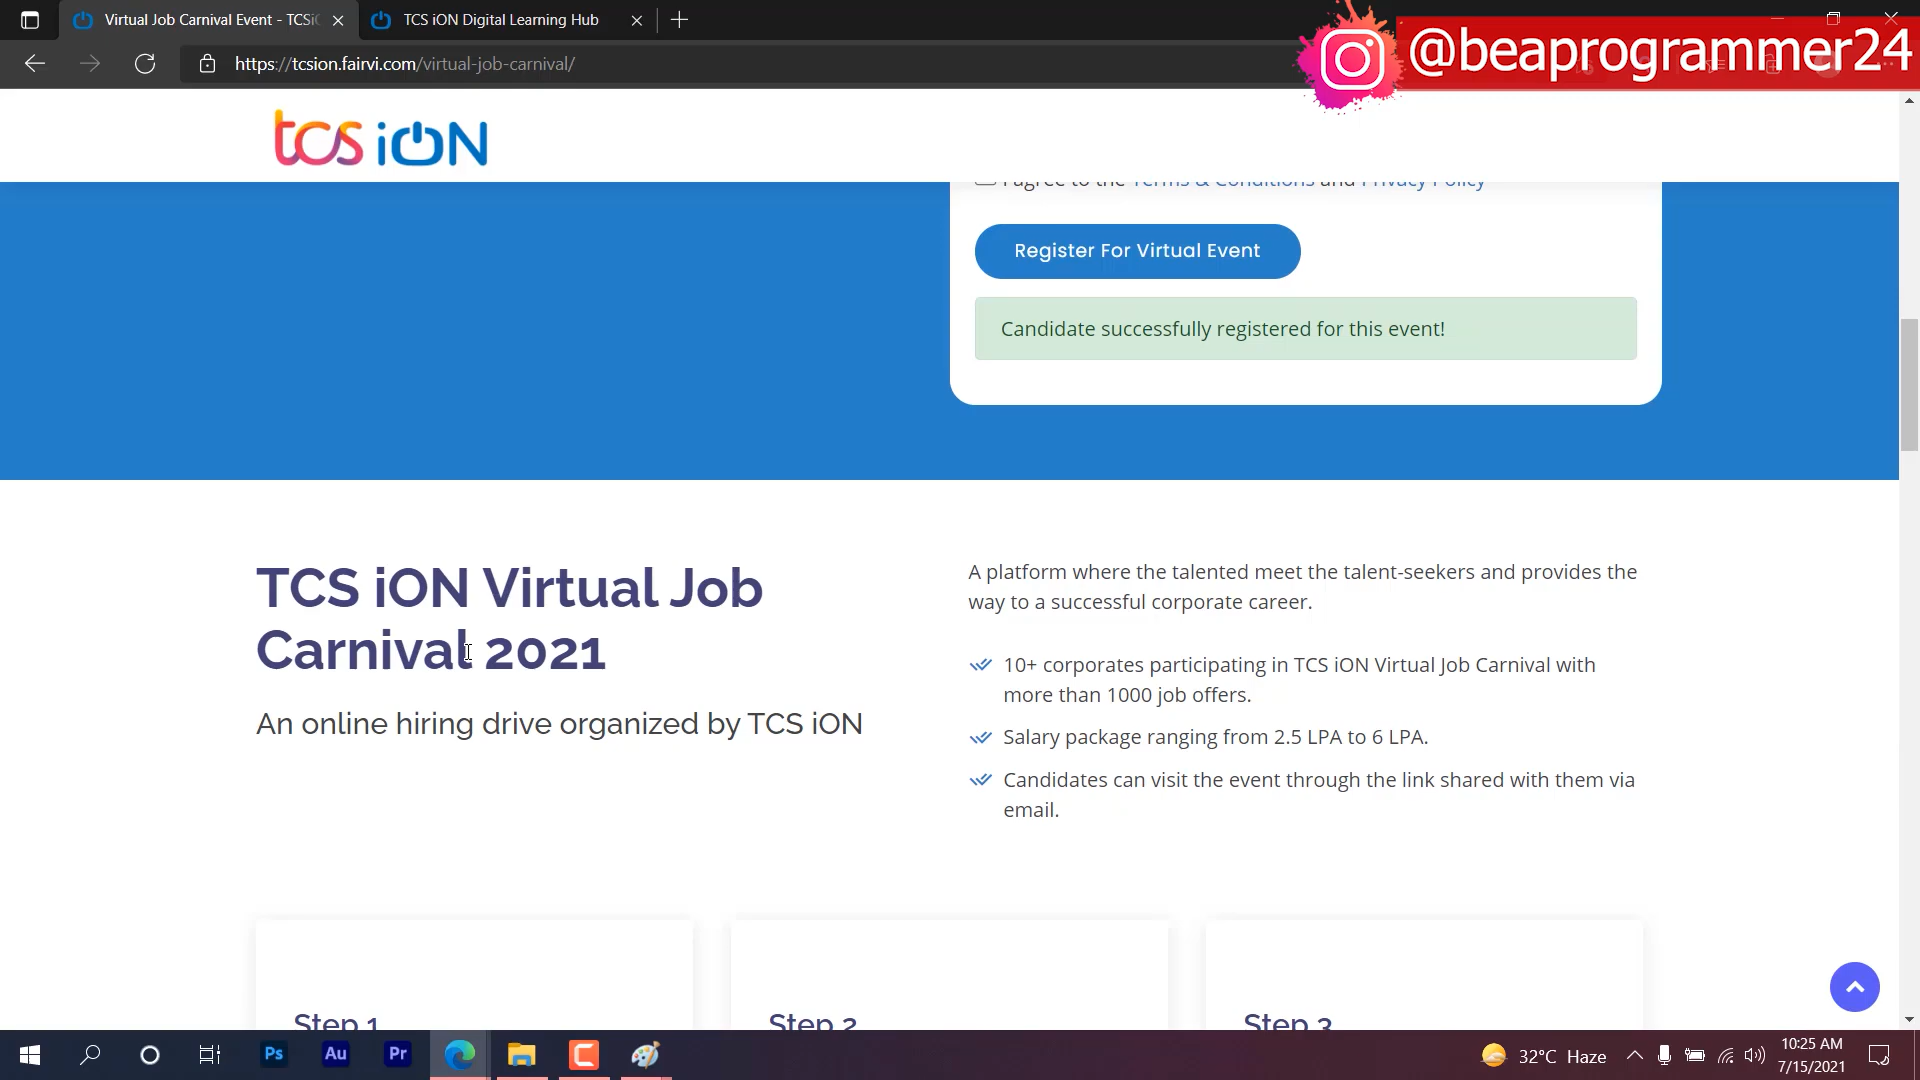 Virtual Job Carnival Event - TCSiO
TCS iON Digital Learning Hub
https://tcsion.fairvi.com/virtual-job-carnival/
@beaprogrammer24
tcs iON
I agree to the Terms & Conditions and Privacy Policy
Register For Virtual Event
Candidate successfully registered for this event!
TCS iON Virtual Job
Carnival 2021
An online hiring drive organized by TCS iON
A platform where the talented meet the talent-seekers and provides the
way to a successful corporate career.
10+ corporates participating in TCS iON Virtual Job Carnival with
more than 1000 job offers.
Salary package ranging from 2.5 LPA to 6 LPA.
Candidates can visit the event through the link shared with them via
email.
Step 1
Step 2
Step 3
Ps
Au
Pr
32°C Haze
10:25 AM
7/15/2021